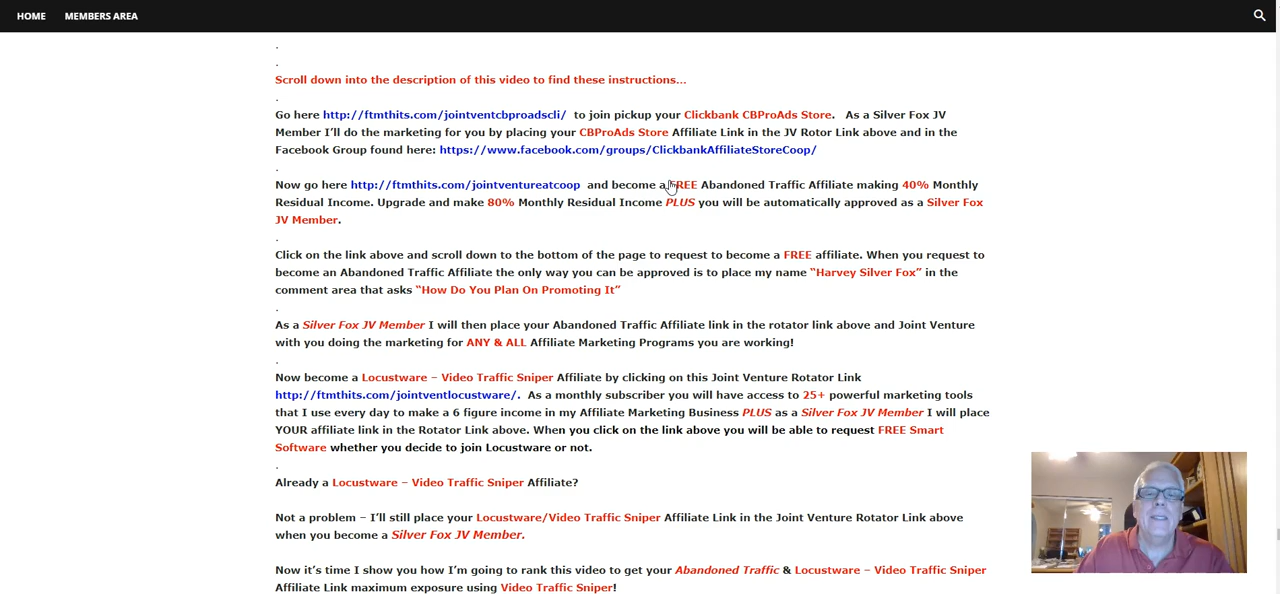 HOME MEMBERS AREA
.
.
Scroll down into the description of this video to find these instructions...
.
Go here http://ftmthits.com/jointventcbproadscli/ to join pickup your Clickbank CBProAds Store. As a Silver Fox JV
Member I'll do the marketing for you by placing your CBProAds Store Affiliate Link in the JV Rotor Link above and in the
Facebook Group found here: https://www.facebook.com/groups/ClickbankAffiliateStoreCoop/
.
Now go here http://ftmthits.com/jointventureatcoop and become a FREE Abandoned Traffic Affiliate making 40% Monthly
Residual Income. Upgrade and make 80% Monthly Residual Income PLUS you will be automatically approved as a Silver Fox
JV Member.
.
Click on the link above and scroll down to the bottom of the page to request to become a FREE affiliate. When you request to
become an Abandoned Traffic Affiliate the only way you can be approved is to place my name “Harvey Silver Fox” in the
comment area that asks “How Do You Plan On Promoting It”
.
As a Silver Fox JV Member I will then place your Abandoned Traffic Affiliate link in the rotator link above and Joint Venture
with you doing the marketing for ANY & ALL Affiliate Marketing Programs you are working!
.
Now become a Locustware – Video Traffic Sniper Affiliate by clicking on this Joint Venture Rotator Link
http://ftmthits.com/jointventlocustware/. As a monthly subscriber you will have access to 25+ powerful marketing tools
that I use every day to make a 6 figure income in my Affiliate Marketing Business PLUS as a Silver Fox JV Member I will place
YOUR affiliate link in the Rotator Link above. When you click on the link above you will be able to request FREE Smart
Software whether you decide to join Locustware or not.
.
Already a Locustware – Video Traffic Sniper Affiliate?
Not a problem – I'll still place your Locustware/Video Traffic Sniper Affiliate Link in the Joint Venture Rotator Link above
when you become a Silver Fox JV Member.
Now it's time I show you how I'm going to rank this video to get your Abandoned Traffic & Locustware – Video Traffic Sniper
Affiliate Link maximum exposure using Video Traffic Sniper!